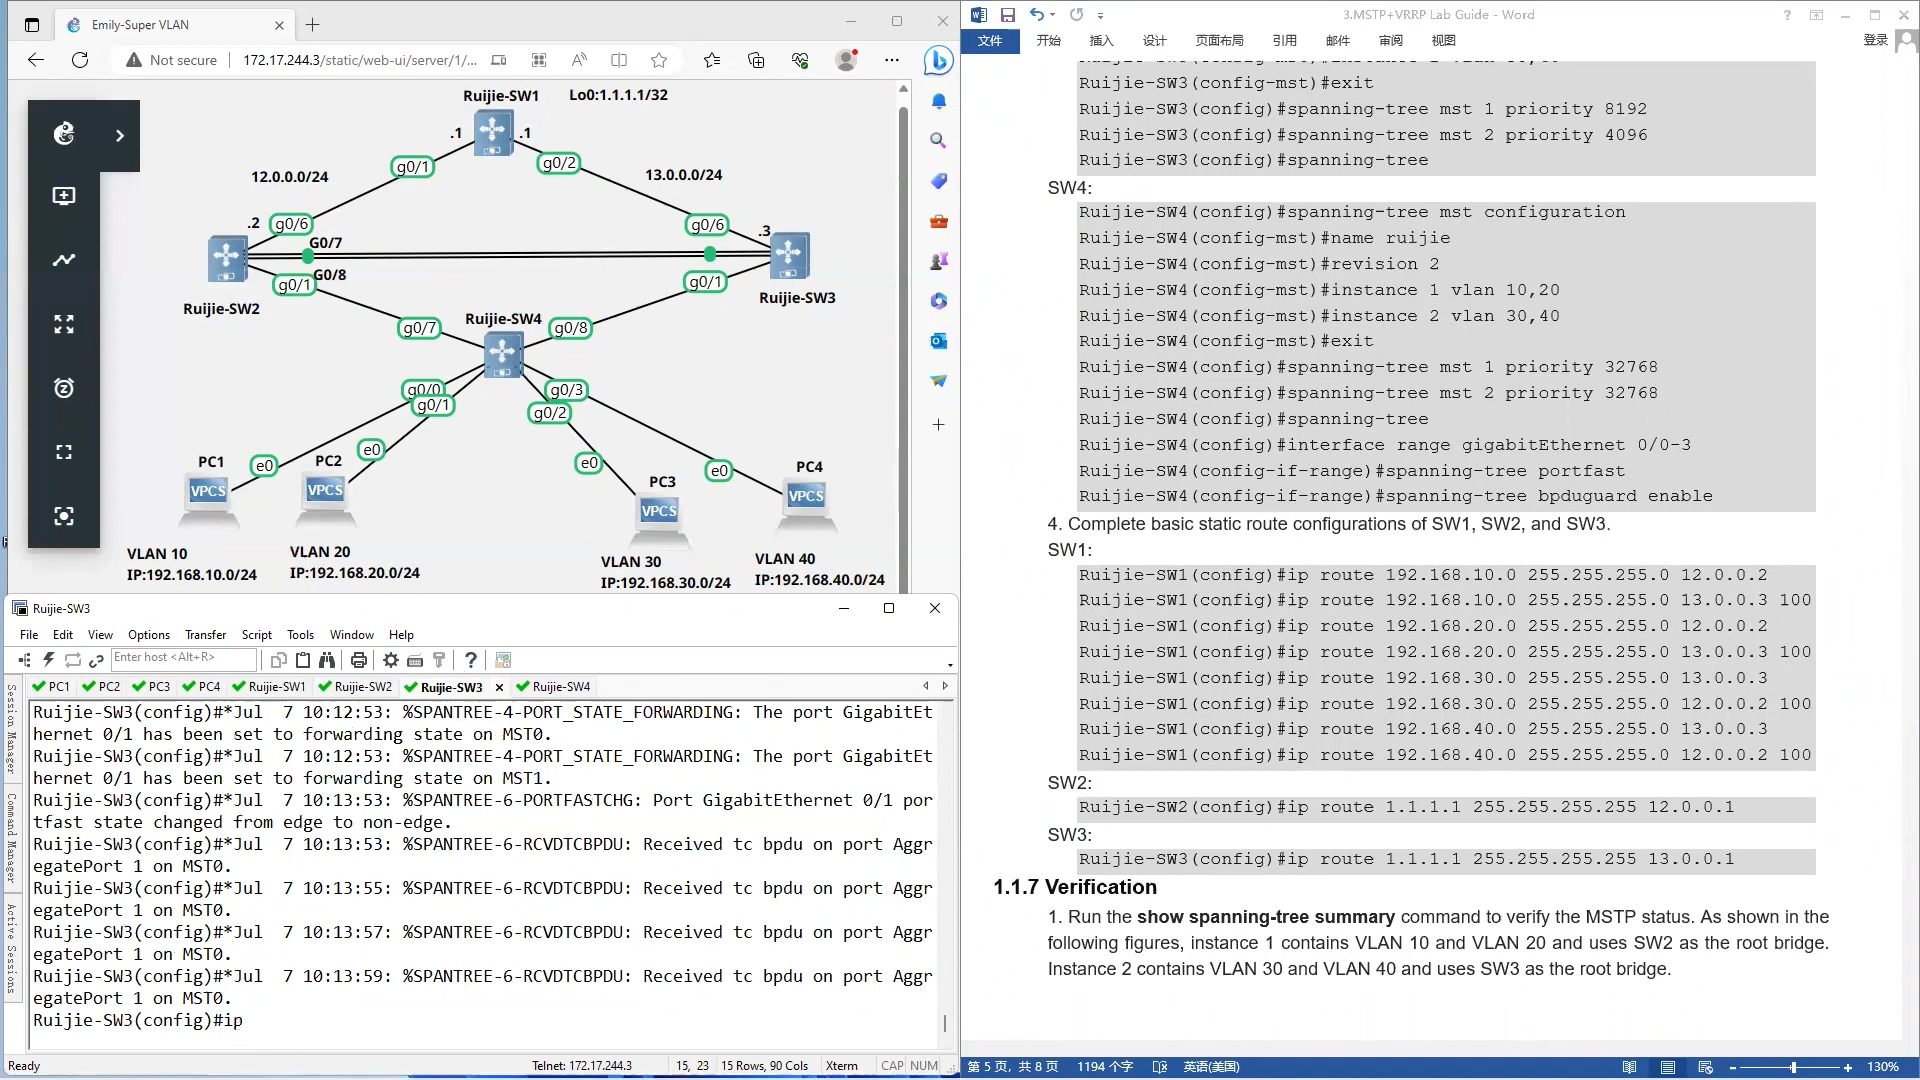 Emily-Super VLAN
Not secure
172.17.244.3/static/web-ui/server/1/...
Ruijie-SW1
Lo0:1.1.1.1/32
.1
.1
g0/1
g0/2
12.0.0.0/24
13.0.0.0/24
.2
g0/6
g0/6
.3
G0/7
G0/8
g0/1
g0/1
Ruijie-SW2
Ruijie-SW3
Ruijie-SW4
g0/7
g0/8
g0/0
g0/3
g0/1
g0/2
PC1
e0
PC2
e0
e0
PC3
e0
PC4
VPCS
VPCS
VPCS
VPCS
VLAN 10
IP:192.168.10.0/24
VLAN 20
IP:192.168.20.0/24
VLAN 30
IP:192.168.30.0/24
VLAN 40
IP:192.168.40.0/24
Ruijie-SW3
File Edit View Options Transfer Script Tools Window Help
Enter host <Alt+R>
PC1 PC2 PC3 PC4 Ruijie-SW1 Ruijie-SW2 Ruijie-SW3 Ruijie-SW4
Session Manager
Command Manager
Active Sessions
Ruijie-SW3(config)#*Jul  7 10:12:53: %SPANTREE-4-PORT_STATE_FORWARDING: The port GigabitEt
hernet 0/1 has been set to forwarding state on MST0.
Ruijie-SW3(config)#*Jul  7 10:12:53: %SPANTREE-4-PORT_STATE_FORWARDING: The port GigabitEt
hernet 0/1 has been set to forwarding state on MST1.
Ruijie-SW3(config)#*Jul  7 10:13:53: %SPANTREE-6-PORTFASTCHG: Port GigabitEthernet 0/1 por
tfast state changed from edge to non-edge.
Ruijie-SW3(config)#*Jul  7 10:13:53: %SPANTREE-6-RCVDTCBPDU: Received tc bpdu on port Aggr
egatePort 1 on MST0.
Ruijie-SW3(config)#*Jul  7 10:13:55: %SPANTREE-6-RCVDTCBPDU: Received tc bpdu on port Aggr
egatePort 1 on MST0.
Ruijie-SW3(config)#*Jul  7 10:13:57: %SPANTREE-6-RCVDTCBPDU: Received tc bpdu on port Aggr
egatePort 1 on MST0.
Ruijie-SW3(config)#*Jul  7 10:13:59: %SPANTREE-6-RCVDTCBPDU: Received tc bpdu on port Aggr
egatePort 1 on MST0.
Ruijie-SW3(config)#ip
Ready Telnet: 172.17.244.3 15, 23 15 Rows, 90 Cols Xterm CAP NUM
3.MSTP+VRRP Lab Guide - Word
文件 开始 插入 设计 页面布局 引用 邮件 审阅 视图 登录
Ruijie-SW3(config-mst)#exit
Ruijie-SW3(config)#spanning-tree mst 1 priority 8192
Ruijie-SW3(config)#spanning-tree mst 2 priority 4096
Ruijie-SW3(config)#spanning-tree
SW4:
Ruijie-SW4(config)#spanning-tree mst configuration
Ruijie-SW4(config-mst)#name ruijie
Ruijie-SW4(config-mst)#revision 2
Ruijie-SW4(config-mst)#instance 1 vlan 10,20
Ruijie-SW4(config-mst)#instance 2 vlan 30,40
Ruijie-SW4(config-mst)#exit
Ruijie-SW4(config)#spanning-tree mst 1 priority 32768
Ruijie-SW4(config)#spanning-tree mst 2 priority 32768
Ruijie-SW4(config)#spanning-tree
Ruijie-SW4(config)#interface range gigabitEthernet 0/0-3
Ruijie-SW4(config-if-range)#spanning-tree portfast
Ruijie-SW4(config-if-range)#spanning-tree bpduguard enable
4. Complete basic static route configurations of SW1, SW2, and SW3.
SW1:
Ruijie-SW1(config)#ip route 192.168.10.0 255.255.255.0 12.0.0.2
Ruijie-SW1(config)#ip route 192.168.10.0 255.255.255.0 13.0.0.3 100
Ruijie-SW1(config)#ip route 192.168.20.0 255.255.255.0 12.0.0.2
Ruijie-SW1(config)#ip route 192.168.20.0 255.255.255.0 13.0.0.3 100
Ruijie-SW1(config)#ip route 192.168.30.0 255.255.255.0 13.0.0.3
Ruijie-SW1(config)#ip route 192.168.30.0 255.255.255.0 12.0.0.2 100
Ruijie-SW1(config)#ip route 192.168.40.0 255.255.255.0 13.0.0.3
Ruijie-SW1(config)#ip route 192.168.40.0 255.255.255.0 12.0.0.2 100
SW2:
Ruijie-SW2(config)#ip route 1.1.1.1 255.255.255.255 12.0.0.1
SW3:
Ruijie-SW3(config)#ip route 1.1.1.1 255.255.255.255 13.0.0.1
1.1.7 Verification
1. Run the show spanning-tree summary command to verify the MSTP status. As shown in the
following figures, instance 1 contains VLAN 10 and VLAN 20 and uses SW2 as the root bridge.
Instance 2 contains VLAN 30 and VLAN 40 and uses SW3 as the root bridge.
第 5 页，共 8 页 1194 个字 英语(美国) 130%